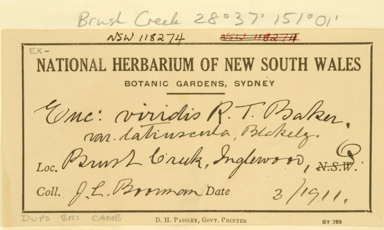 Brush Creek 28°37' 151°01'
NSW 118274 NSW 118274
EX-
NATIONAL HERBARIUM OF NEW SOUTH WALES
BOTANIC GARDENS, SYDNEY
Euc: viridis R. T. Baker.
var. latiuscula, Blakely.
Loc. Brush Creek, Inglewood, N.S.W. Q
Coll. J. L. Boorman Date 3/1911.
DUPS BRI CANB
D. H. Paisley, Govt. Printer
SY 789